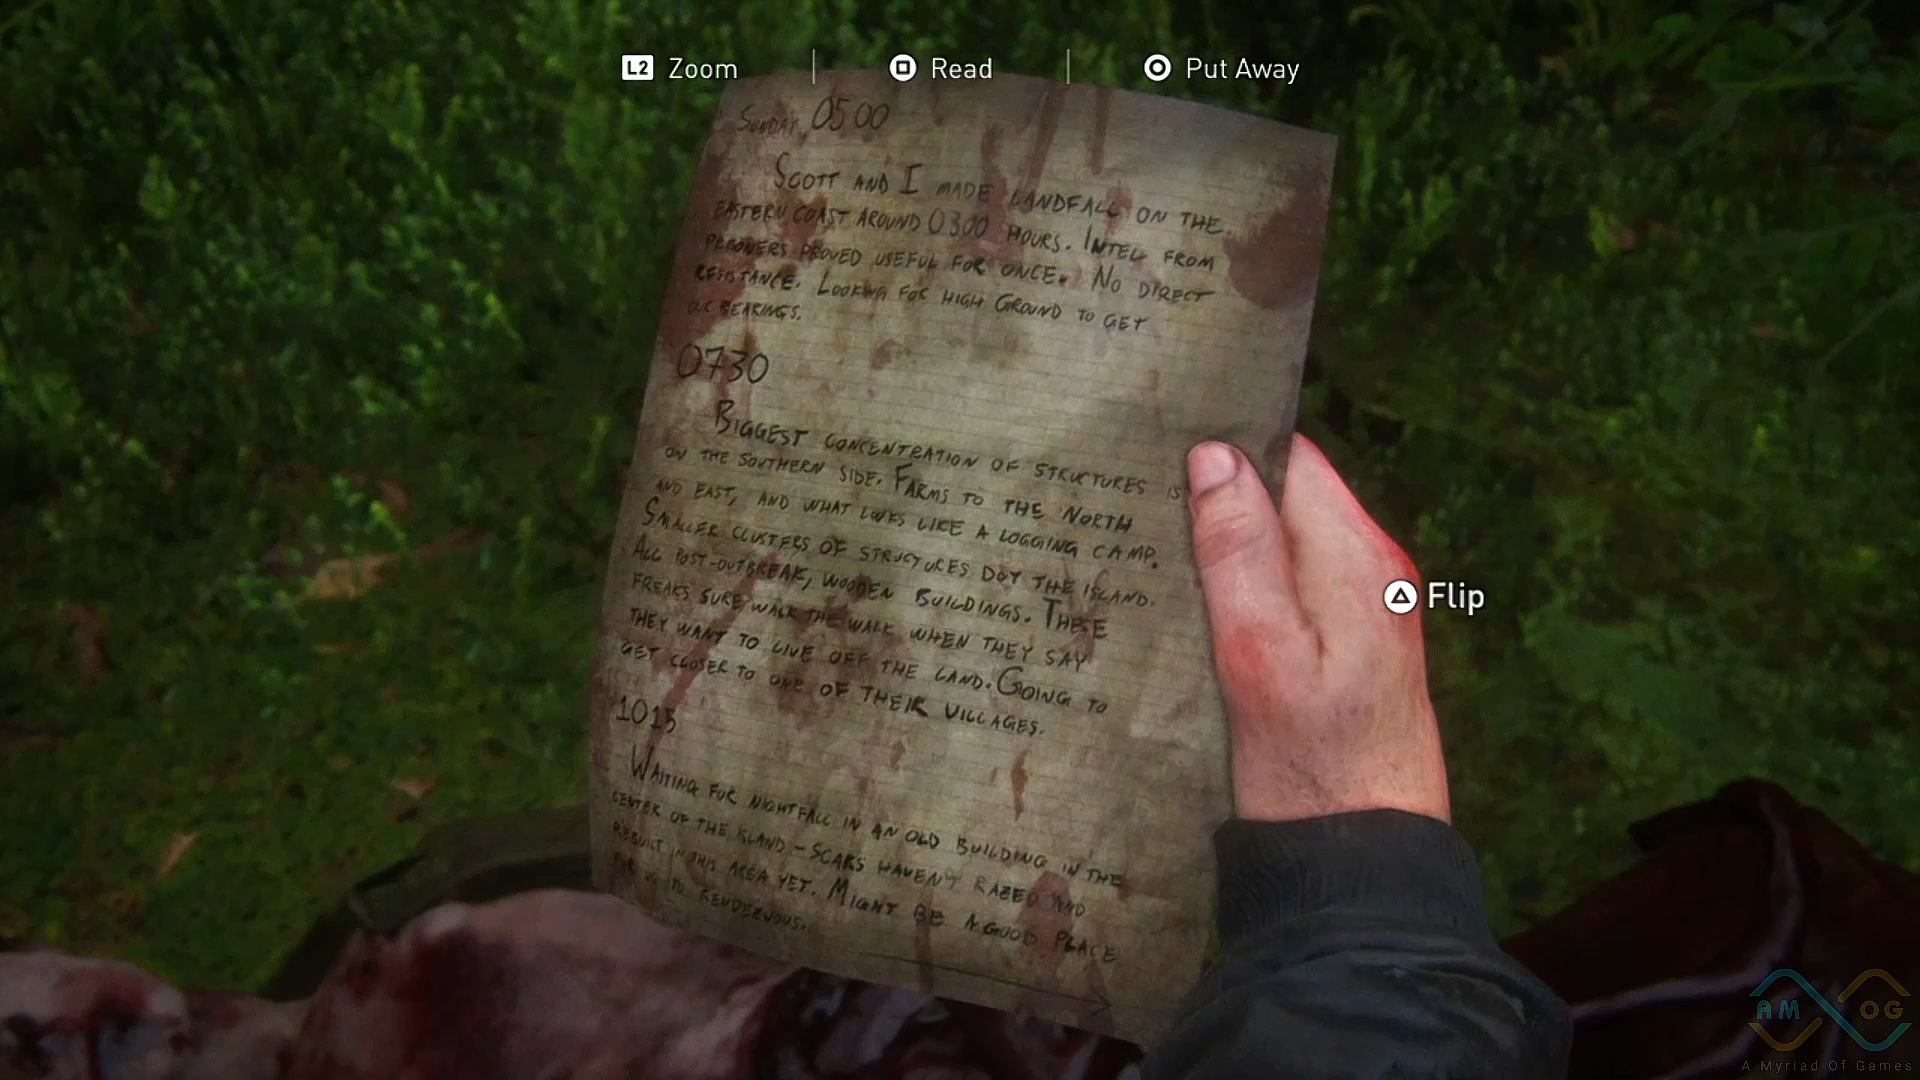 L2 Zoom
Read
Put Away
SUNDAY 0500
SCOTT AND I MADE LANDFALL ON THE
EASTERN COAST AROUND 0300 HOURS. INTEL FROM
PRISONERS PROVED USEFUL FOR ONCE. NO DIRECT
RESISTANCE. LOOKING FOR HIGH GROUND TO GET
OUR BEARINGS.
0730
BIGGEST CONCENTRATION OF STRUCTURES IS
ON THE SOUTHERN SIDE. FARMS TO THE NORTH
AND EAST, AND WHAT LOOKS LIKE A LOGGING CAMP.
SMALLER CLUSTERS OF STRUCTURES DOT THE ISLAND.
ALL POST-OUTBREAK, WOODEN BUILDINGS. THESE
FREAKS SURE WALK THE WALK WHEN THEY SAY
THEY WANT TO LIVE OFF THE LAND. GOING TO
GET CLOSER TO ONE OF THEIR VILLAGES.
1015
WAITING FOR NIGHTFALL IN AN OLD BUILDING IN THE
CENTER OF THE ISLAND - SCARS HAVEN'T RAZED AND
REBUILT IN THIS AREA YET. MIGHT BE A GOOD PLACE
FOR US TO RENDEZVOUS.
Flip
AM OG
A Myriad Of Games